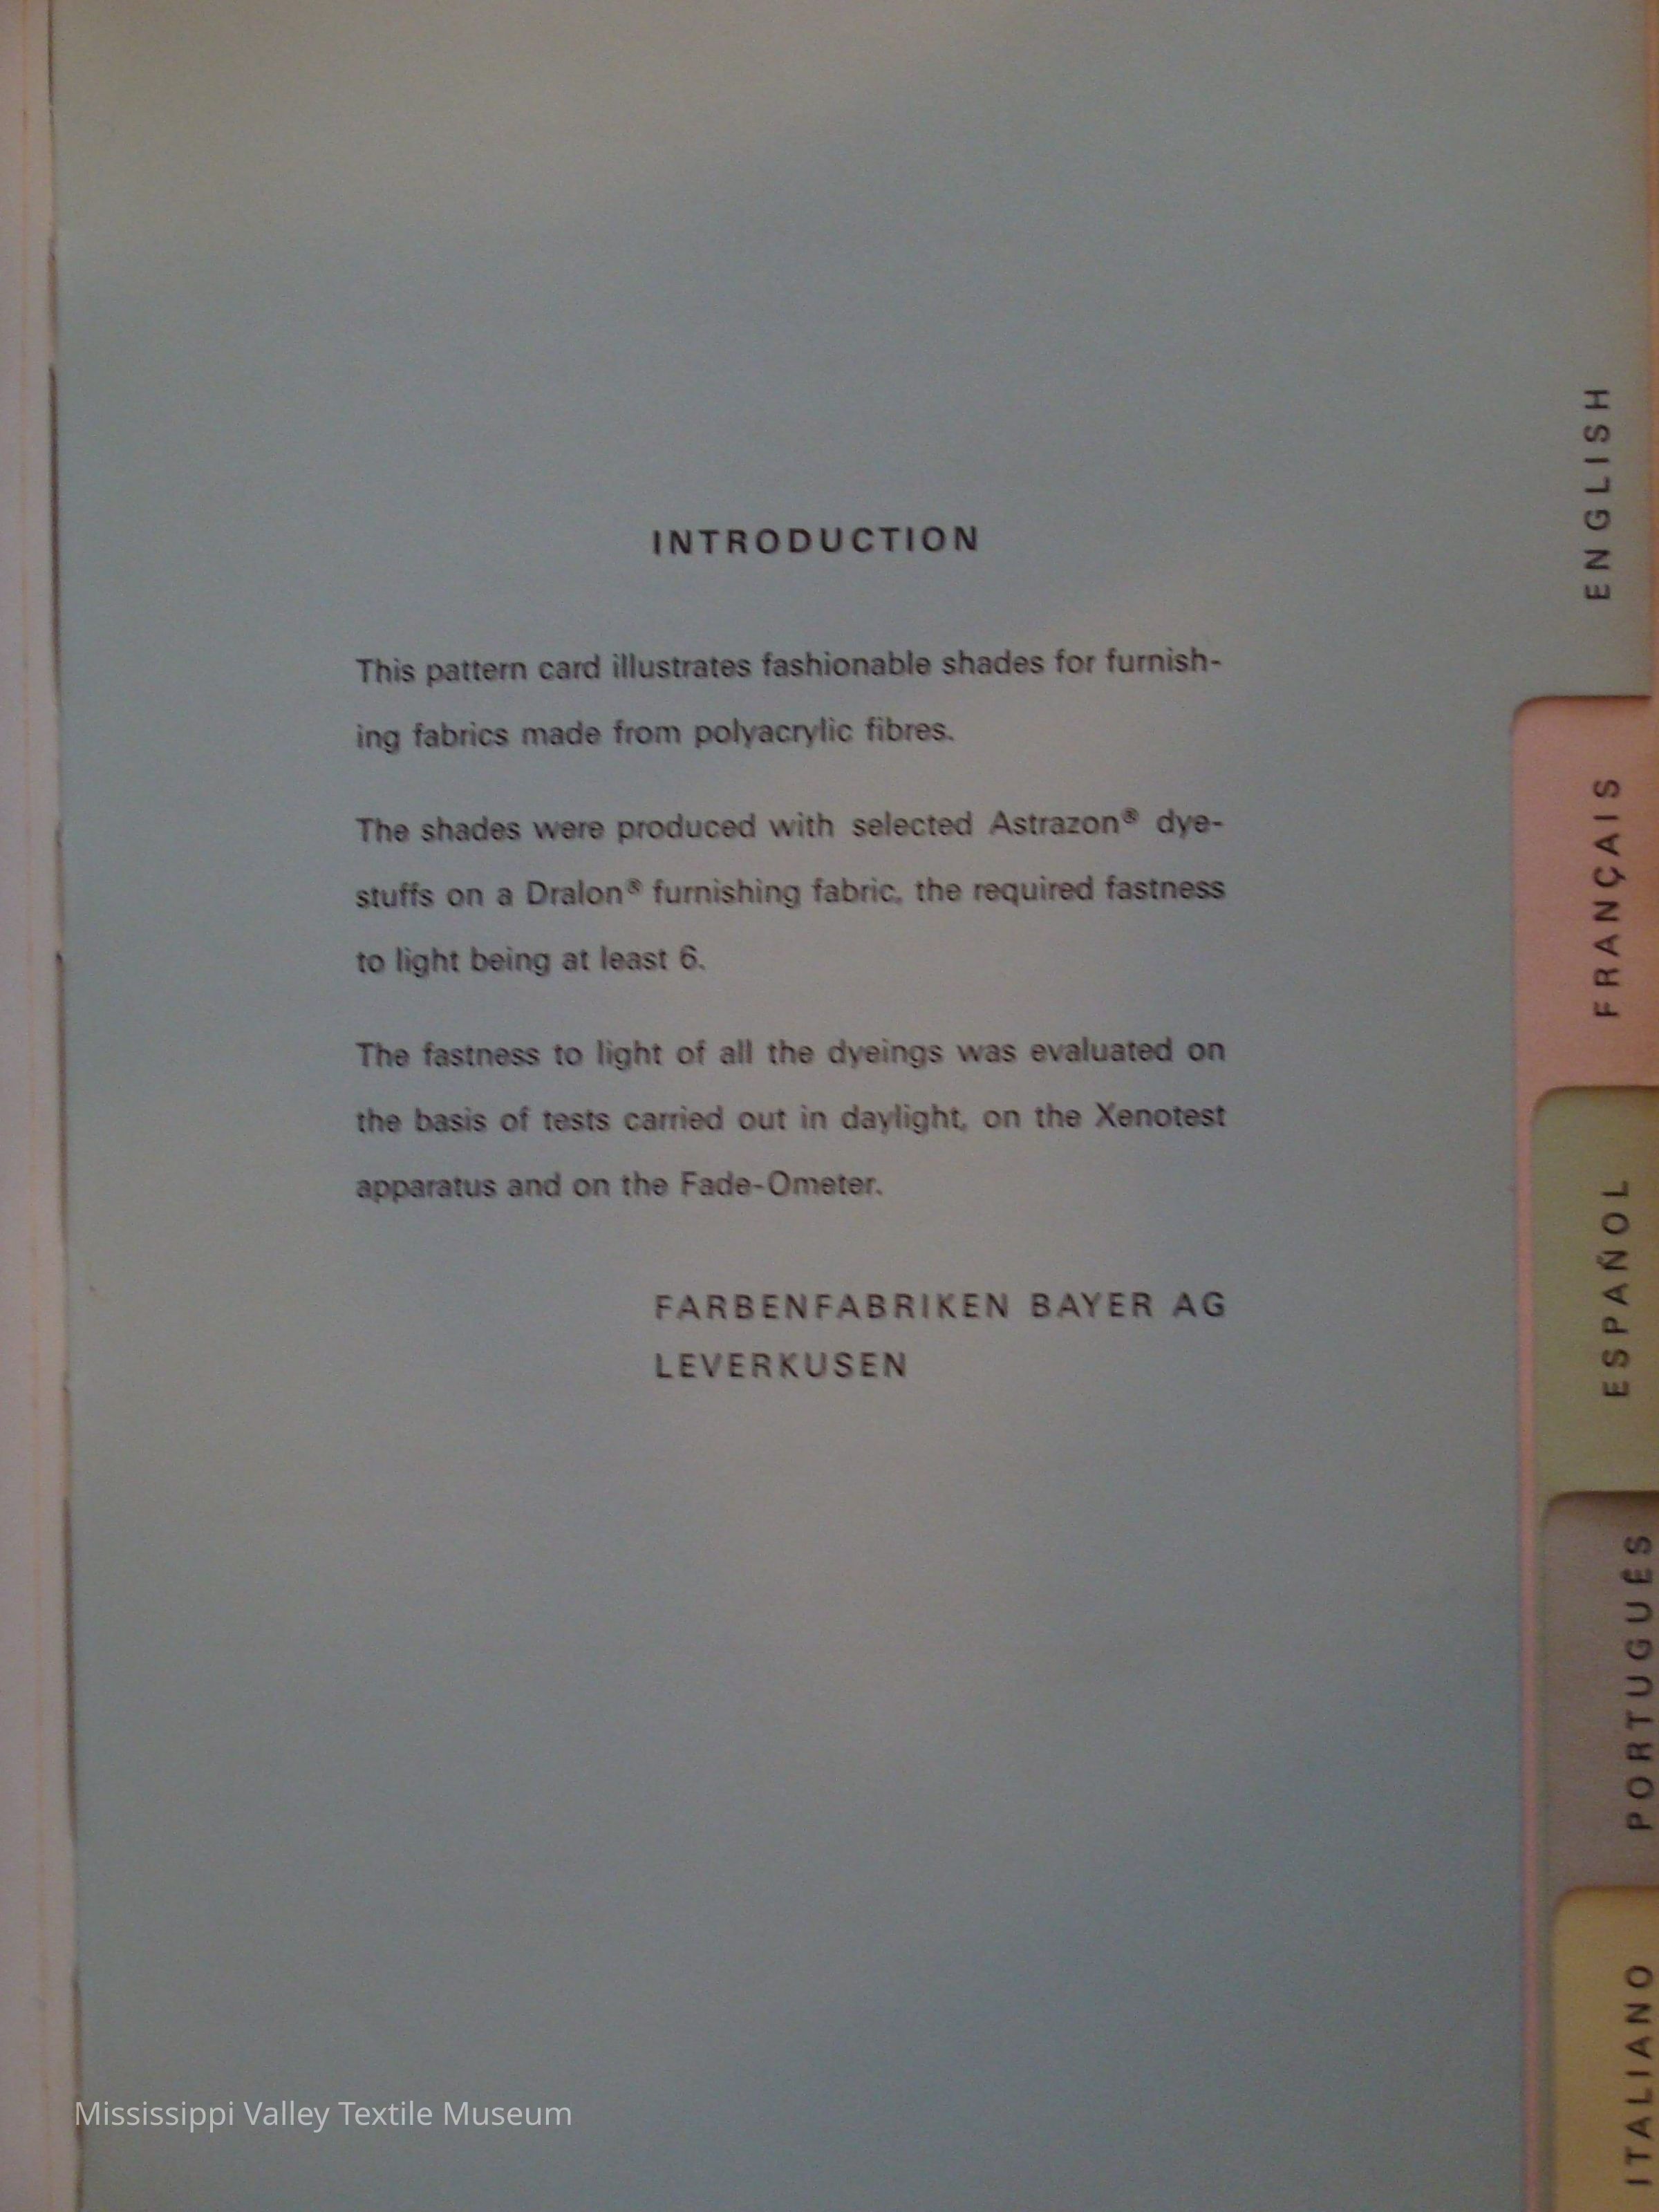 INTRODUCTION
This pattern card illustrates fashionable shades for furnish-
ing fabrics made from polyacrylic fibres.
The shades were produced with selected Astrazon® dye-
stuffs on a Dralon® furnishing fabric, the required fastness
to light being at least 6.
The fastness to light of all the dyeings was evaluated on
the basis of tests carried out in daylight, on the Xenotest
apparatus and on the Fade-Ometer.
FARBENFABRIKEN BAYER AG
LEVERKUSEN
ENGLISH
FRANÇAIS
ESPAÑOL
PORTUGUÊS
ITALIANO
Mississippi Valley Textile Museum